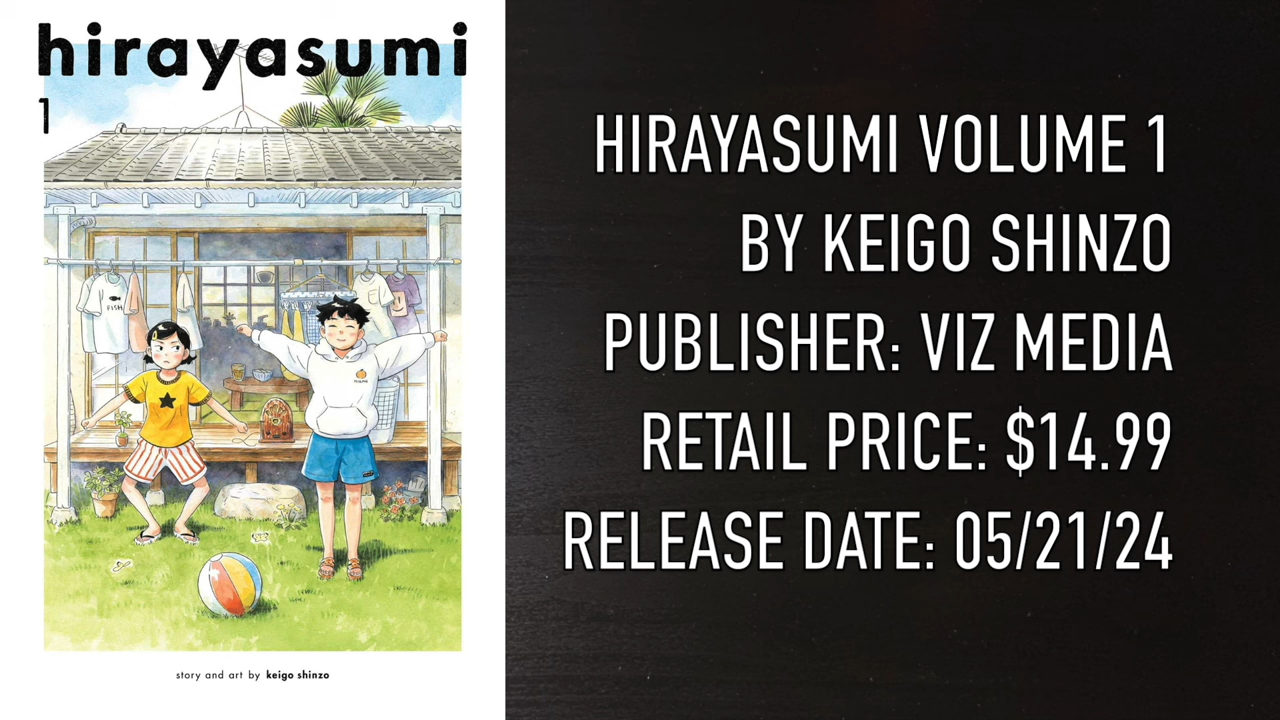 hirayasumi
1
FISH
story and art by keigo shinzo
HIRAYASUMI VOLUME 1
BY KEIGO SHINZO
PUBLISHER: VIZ MEDIA
RETAIL PRICE: $14.99
RELEASE DATE: 05/21/24